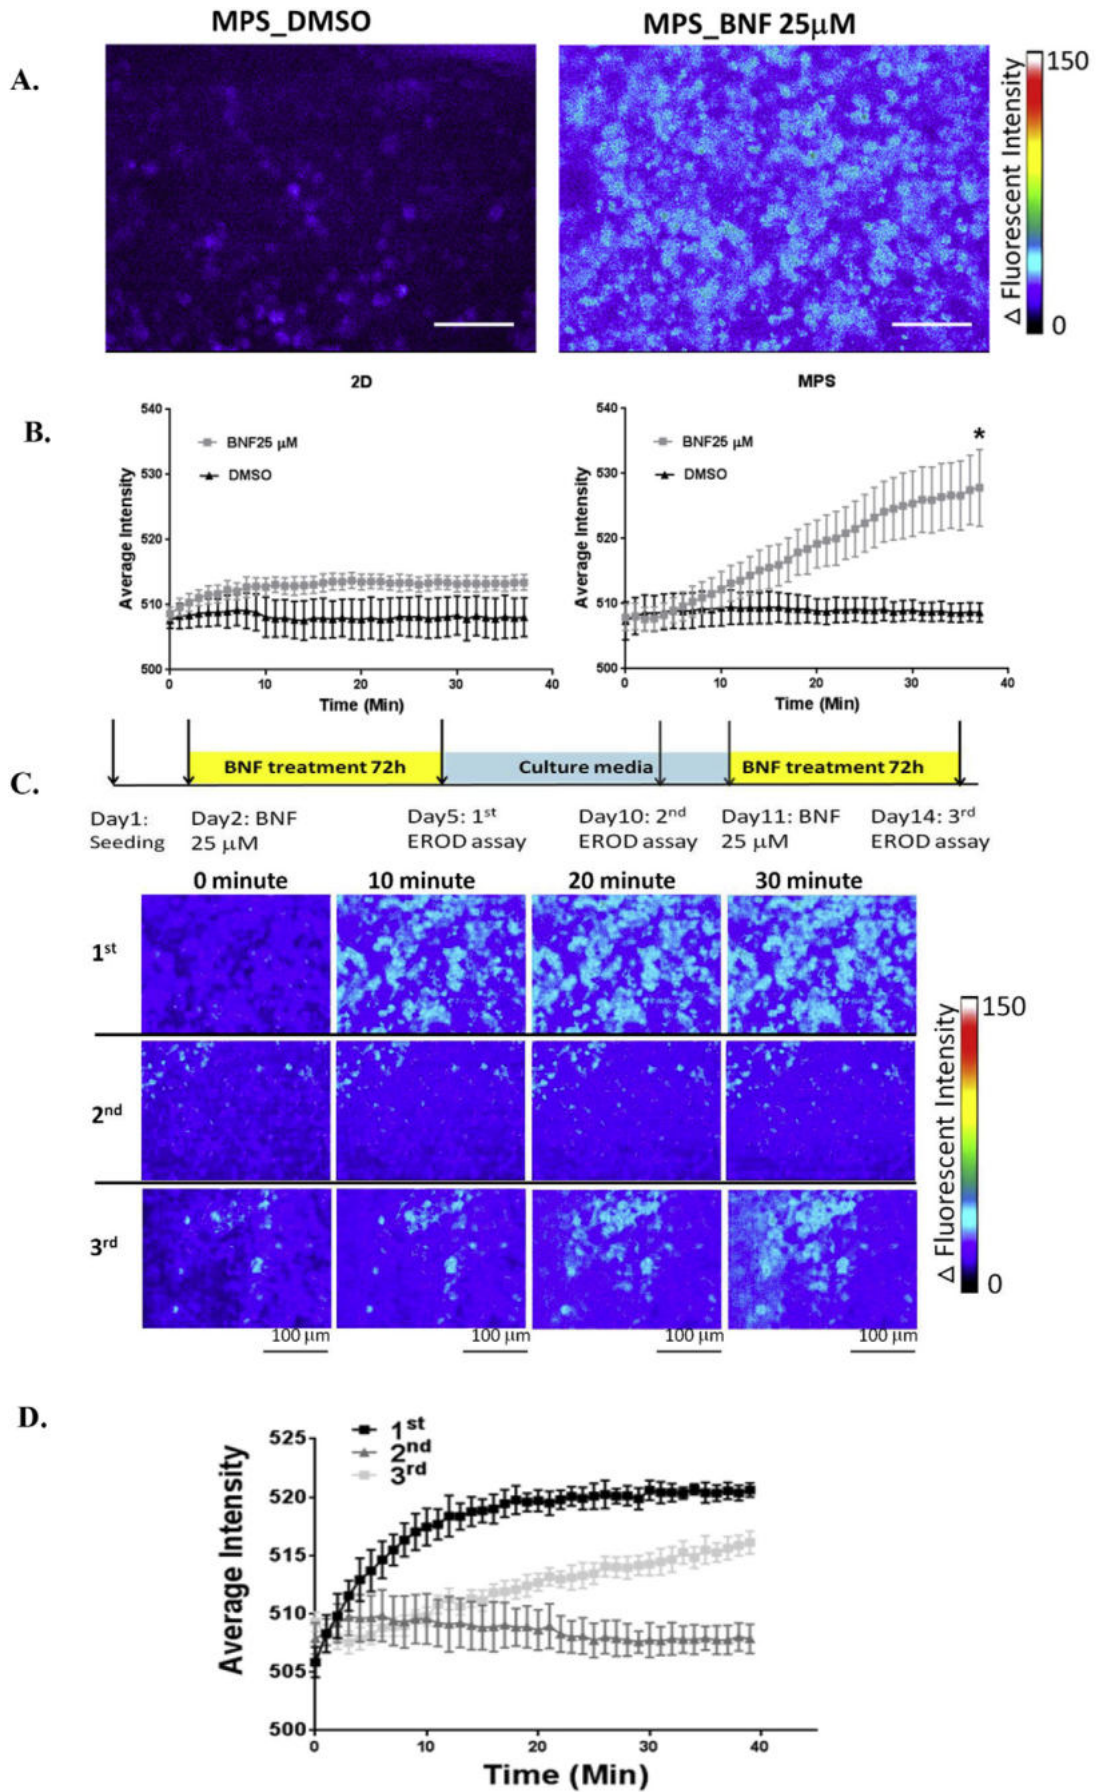 MPS_DMSO
MPS_BNF 25µM
A.
150
Δ Fluorescent Intensity
0
B.
2D
540
530
520
510
500
Average Intensity
BNF25 µM
DMSO
0 10 20 30 40
Time (Min)
MPS
540
530
520
510
500
Average Intensity
BNF25 µM
DMSO
*
0 10 20 30 40
Time (Min)
C.
BNF treatment 72h
Culture media
BNF treatment 72h
Day1:
Seeding
Day2: BNF
25 µM
Day5: 1st
EROD assay
Day10: 2nd
EROD assay
Day11: BNF
25 µM
Day14: 3rd
EROD assay
0 minute
10 minute
20 minute
30 minute
1st
2nd
3rd
150
Δ Fluorescent Intensity
0
100 µm
100 µm
100 µm
100 µm
D.
1st
2nd
3rd
525
520
515
510
505
500
Average Intensity
0 10 20 30 40
Time (Min)